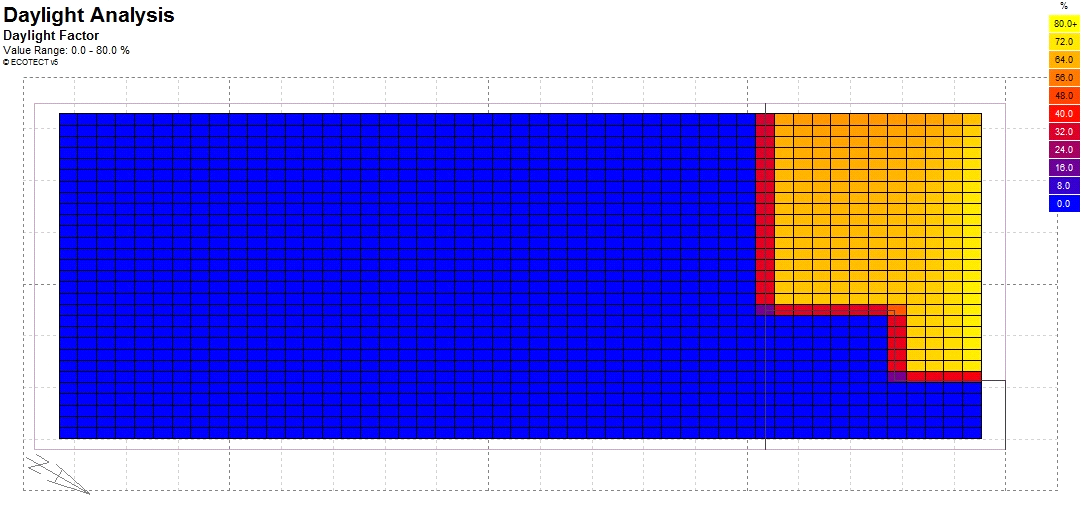 Daylight Analysis
Daylight Factor
Value Range: 0.0 - 80.0 %
© ECOTECT v5
%
80.0+
72.0
64.0
56.0
48.0
40.0
32.0
24.0
16.0
8.0
0.0
N